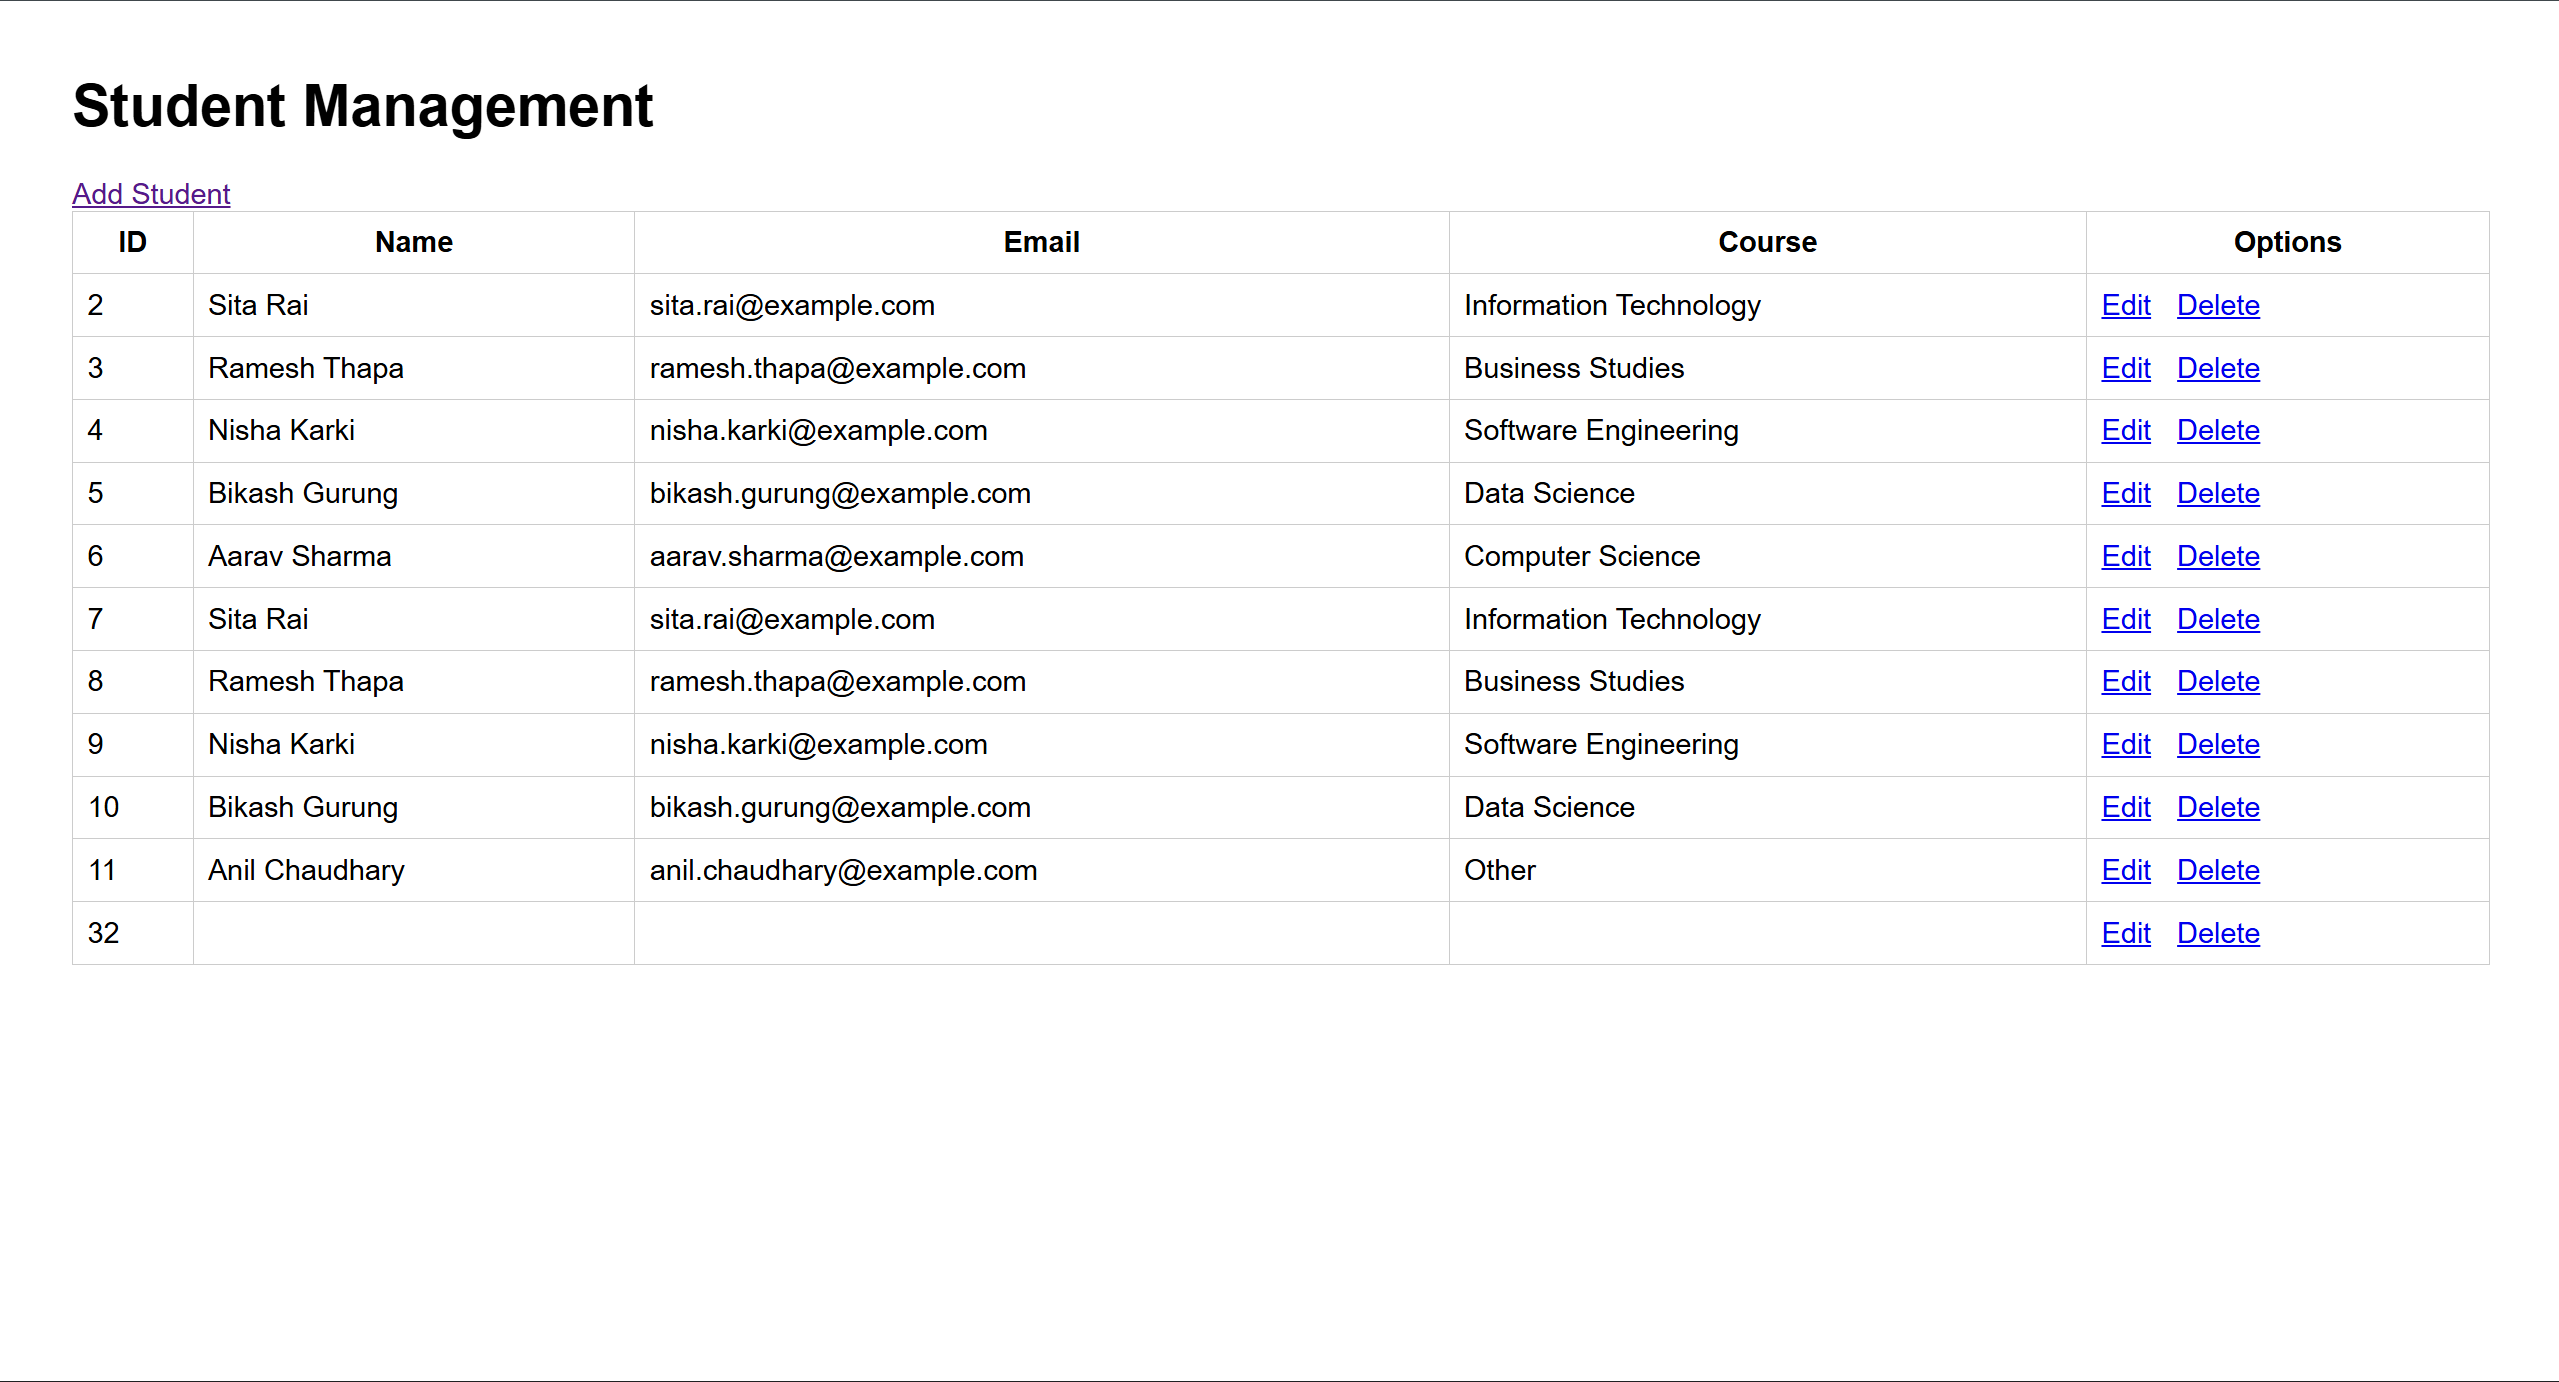 Student Management
Add Student
ID Name Email Course Options
2 Sita Rai sita.rai@example.com Information Technology Edit Delete
3 Ramesh Thapa ramesh.thapa@example.com Business Studies Edit Delete
4 Nisha Karki nisha.karki@example.com Software Engineering Edit Delete
5 Bikash Gurung bikash.gurung@example.com Data Science Edit Delete
6 Aarav Sharma aarav.sharma@example.com Computer Science Edit Delete
7 Sita Rai sita.rai@example.com Information Technology Edit Delete
8 Ramesh Thapa ramesh.thapa@example.com Business Studies Edit Delete
9 Nisha Karki nisha.karki@example.com Software Engineering Edit Delete
10 Bikash Gurung bikash.gurung@example.com Data Science Edit Delete
11 Anil Chaudhary anil.chaudhary@example.com Other Edit Delete
32 Edit Delete